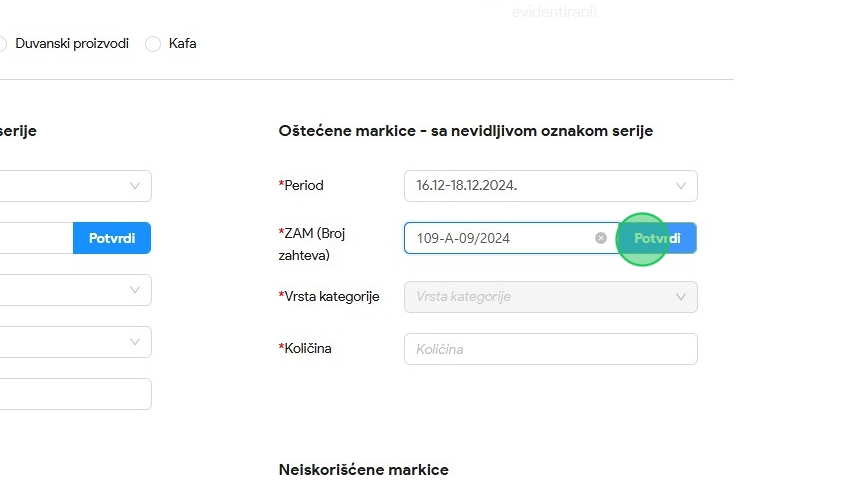 evidentirani!
Duvanski proizvodi
Kafa
serije
Oštećene markice - sa nevidljivom oznakom serije
*Period
16.12-18.12.2024.
Potvrdi
*ZAM (Broj
zahteva)
109-A-09/2024
Potvrdi
*Vrsta kategorije
Vrsta kategorije
*Količina
Količina
Neiskorišćene markice